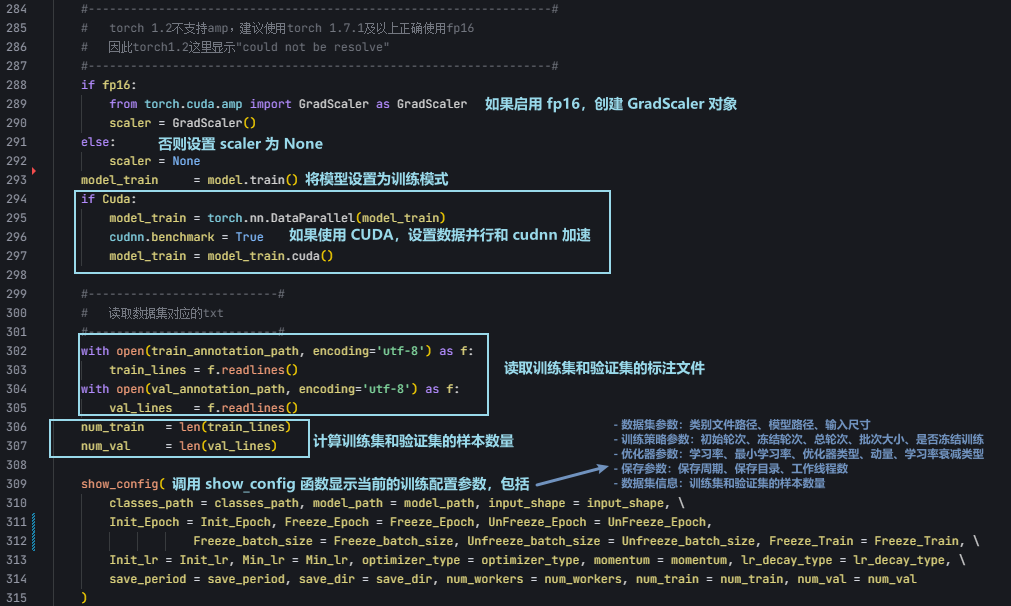 284 #------------------------------------------------------------------#
285 #   torch 1.2不支持amp，建议使用torch 1.7.1及以上正确使用fp16
286 #   因此torch1.2这里显示"could not be resolve"
287 #------------------------------------------------------------------#
288 if fp16:
289     from torch.cuda.amp import GradScaler as GradScaler 如果启用 fp16，创建 GradScaler 对象
290     scaler = GradScaler()
291 else: 否则设置 scaler 为 None
292     scaler = None
293 model_train     = model.train() 将模型设置为训练模式
294 if Cuda:
295     model_train = torch.nn.DataParallel(model_train)
296     cudnn.benchmark = True 如果使用 CUDA，设置数据并行和 cudnn 加速
297     model_train = model_train.cuda()
298
299 #---------------------------#
300 #   读取数据集对应的txt
301 #---------------------------#
302 with open(train_annotation_path, encoding='utf-8') as f:
303     train_lines = f.readlines() 读取训练集和验证集的标注文件
304 with open(val_annotation_path, encoding='utf-8') as f:
305     val_lines   = f.readlines()
306 num_train   = len(train_lines)
307 num_val     = len(val_lines) 计算训练集和验证集的样本数量
- 数据集参数：类别文件路径、模型路径、输入尺寸
- 训练策略参数：初始轮次、冻结轮次、总轮次、批次大小、是否冻结训练
- 优化器参数：学习率、最小学习率、优化器类型、动量、学习率衰减类型
- 保存参数：保存周期、保存目录、工作线程数
- 数据集信息：训练集和验证集的样本数量
308
309 show_config( 调用 show_config 函数显示当前的训练配置参数，包括
310     classes_path = classes_path, model_path = model_path, input_shape = input_shape, \
311     Init_Epoch = Init_Epoch, Freeze_Epoch = Freeze_Epoch, UnFreeze_Epoch = UnFreeze_Epoch,
312                 Freeze_batch_size = Freeze_batch_size, Unfreeze_batch_size = Unfreeze_batch_size, Freeze_Train = Freeze_Train, \
313     Init_lr = Init_lr, Min_lr = Min_lr, optimizer_type = optimizer_type, momentum = momentum, lr_decay_type = lr_decay_type, \
314     save_period = save_period, save_dir = save_dir, num_workers = num_workers, num_train = num_train, num_val = num_val
315 )